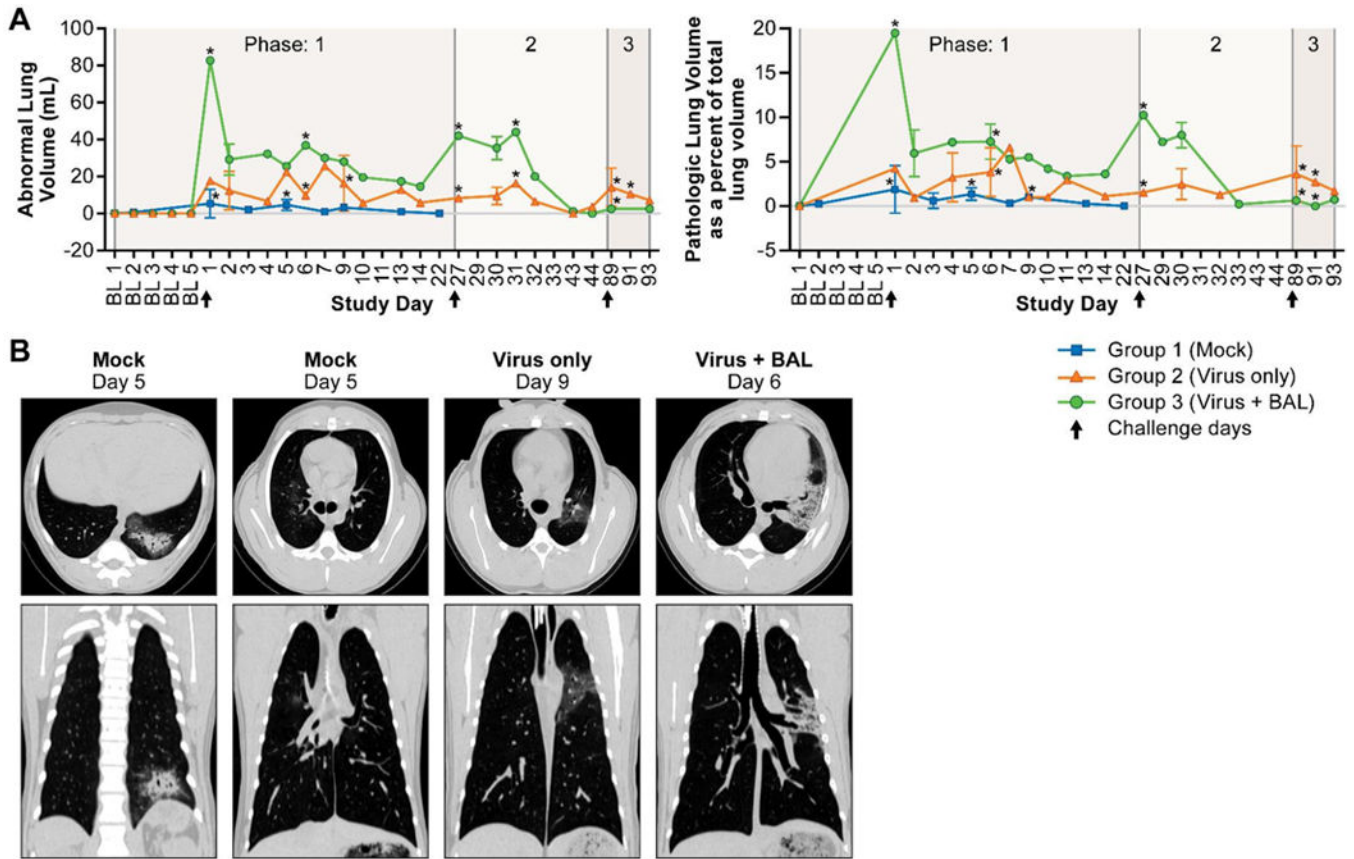 A
Abnormal Lung
Volume (mL)
100
80
60
40
20
0
-20
Phase: 1
2
3
* * * * * * * * * * *
BL 1
BL 2
BL 3
BL 4
BL 5
1
2
3
4
5
6
7
9
10
11
13
14
22
27
29
30
31
32
33
43
44
89
91
93
Study Day
Pathologic Lung Volume
as a percent of total
lung volume
20
15
10
5
0
-5
Phase: 1
2
3
* * * * * * * * * * *
BL 1
BL 2
BL 3
BL 4
BL 5
1
2
3
4
5
6
7
9
10
11
13
14
22
27
29
30
32
33
43
44
89
91
93
Study Day
B
Mock
Day 5
Mock
Day 5
Virus only
Day 9
Virus + BAL
Day 6
Group 1 (Mock)
Group 2 (Virus only)
Group 3 (Virus + BAL)
Challenge days